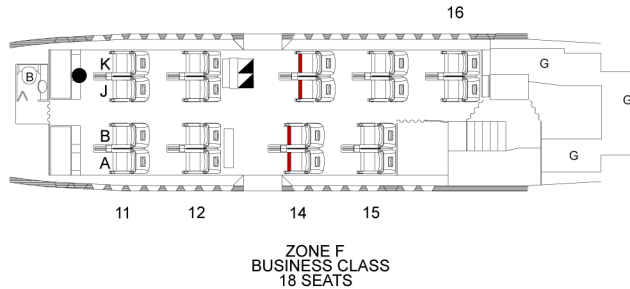 16
K
J
B
B
A
G
G
G
11
12
14
15
ZONE F
BUSINESS CLASS
18 SEATS